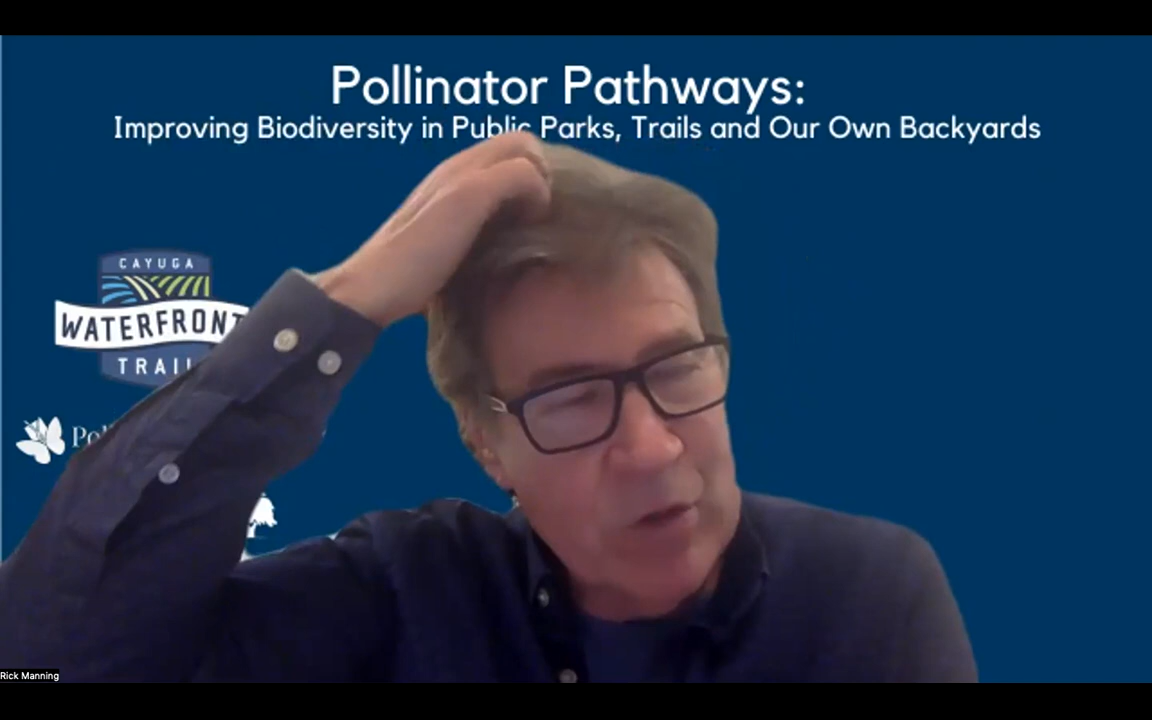 Pollinator Pathways:
Improving Biodiversity in Public Parks, Trails and Our Own Backyards
CAYUGA
WATERFRONT
TRAIL
Rick Manning